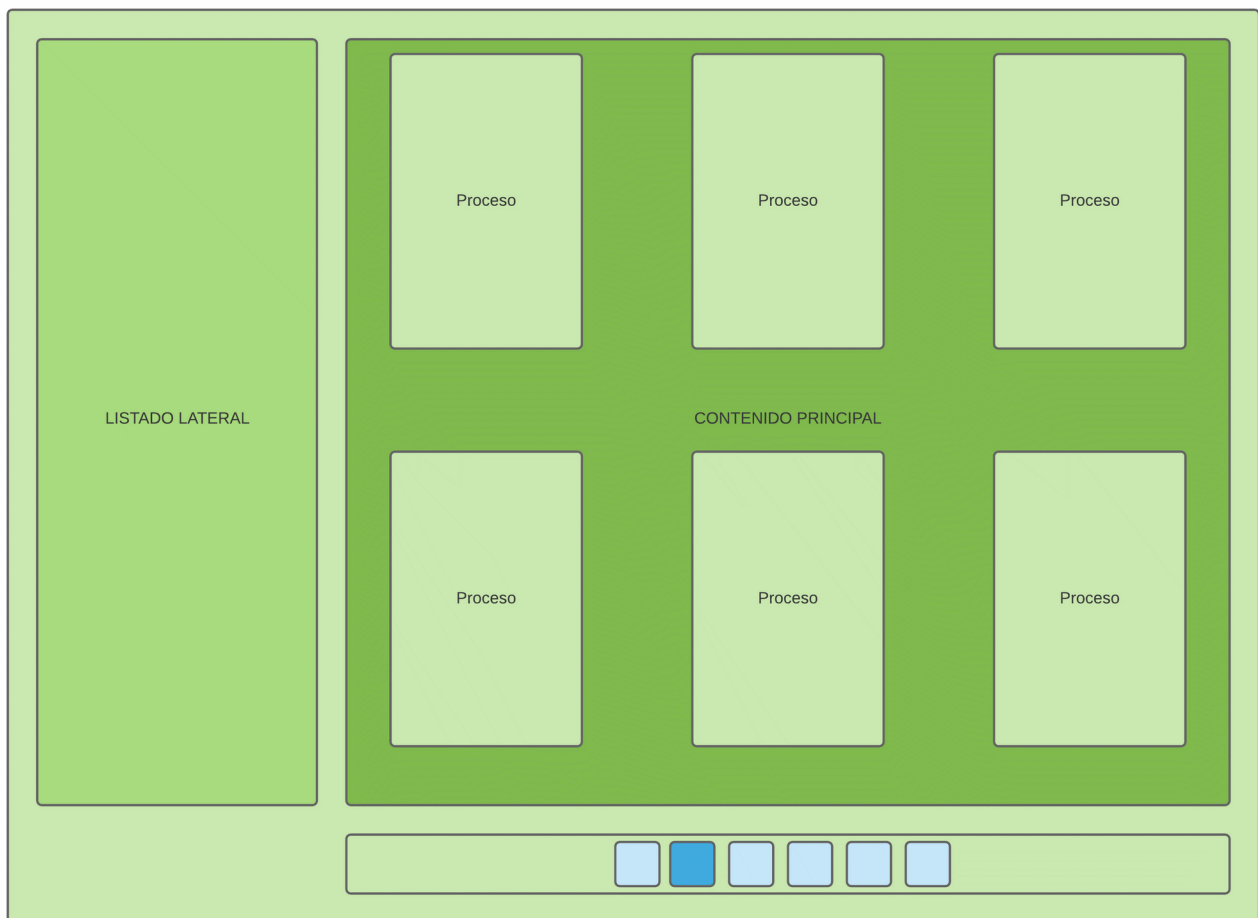 Proceso
Proceso
Proceso
LISTADO LATERAL
CONTENIDO PRINCIPAL
Proceso
Proceso
Proceso